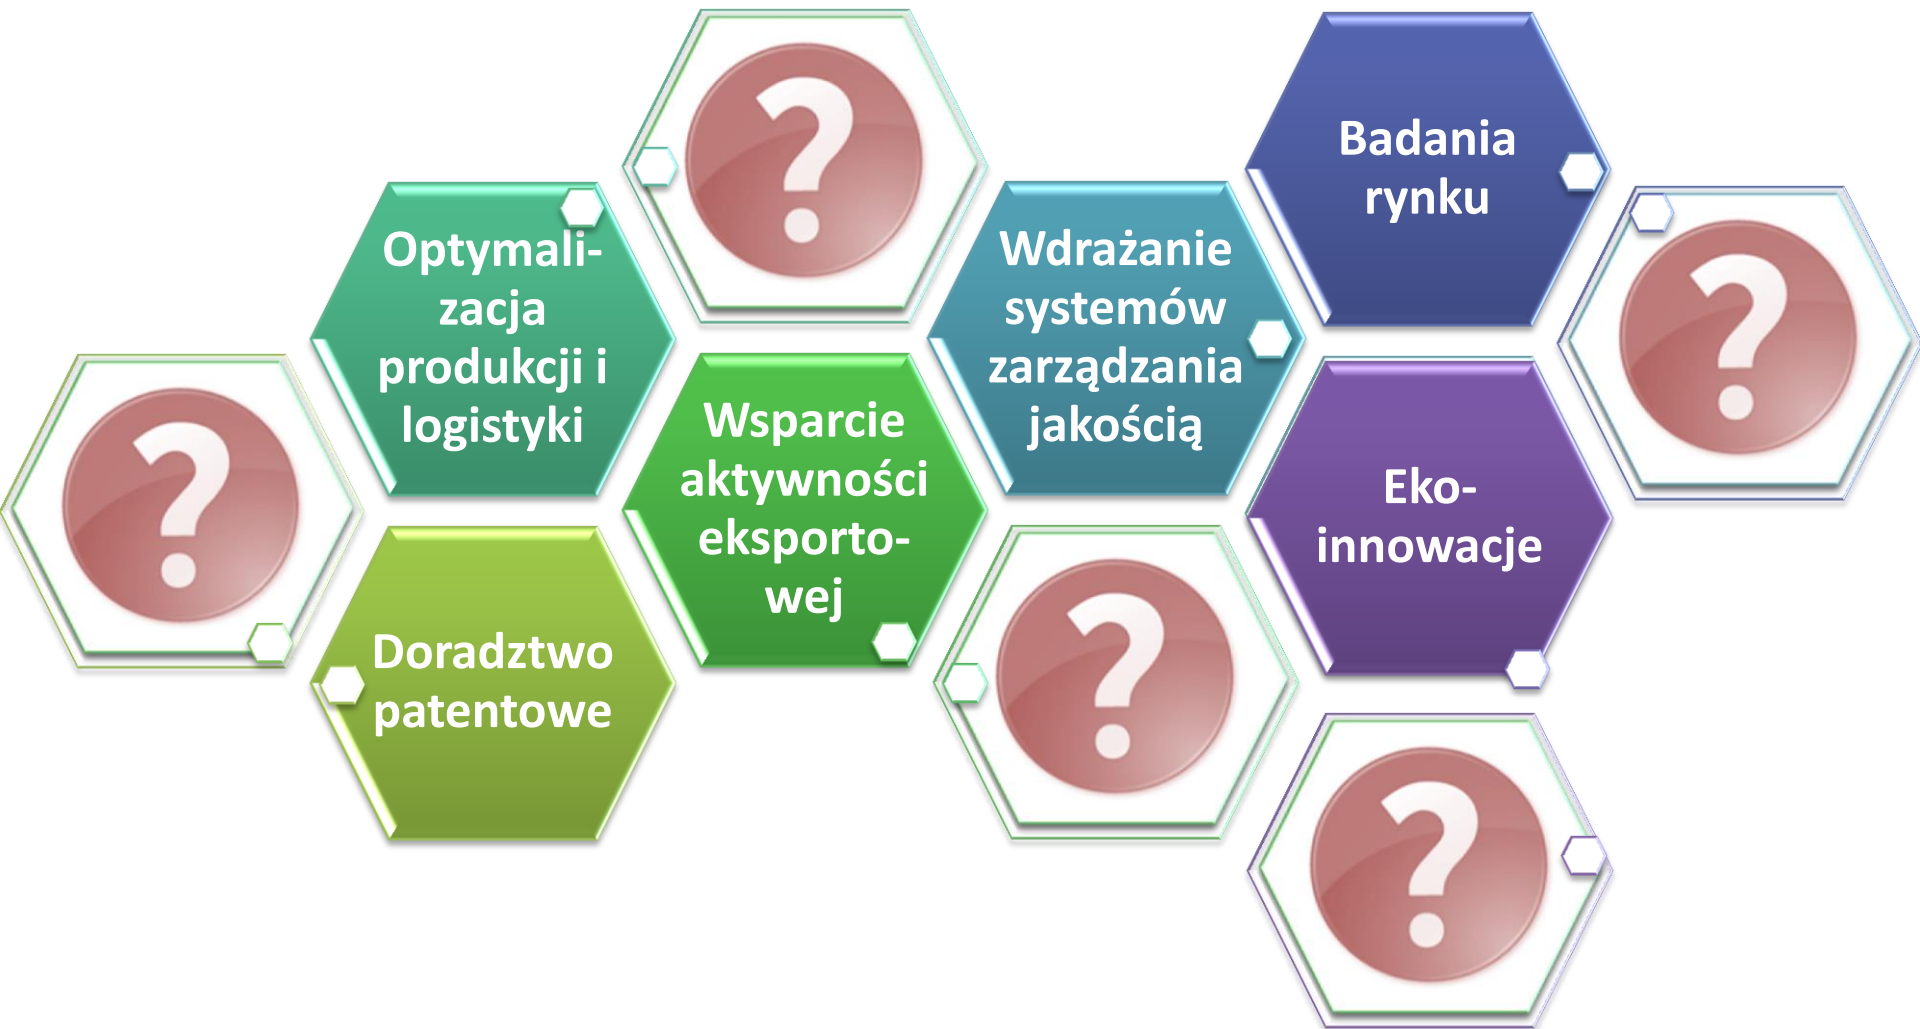 Optymali-
zacja
produkcji i
logistyki
Doradztwo
patentowe
Wsparcie
aktywności
eksporto-
wej
Wdrażanie
systemów
zarządzania
jakością
Badania
rynku
Eko-
innowacje
?
?
?
?
?